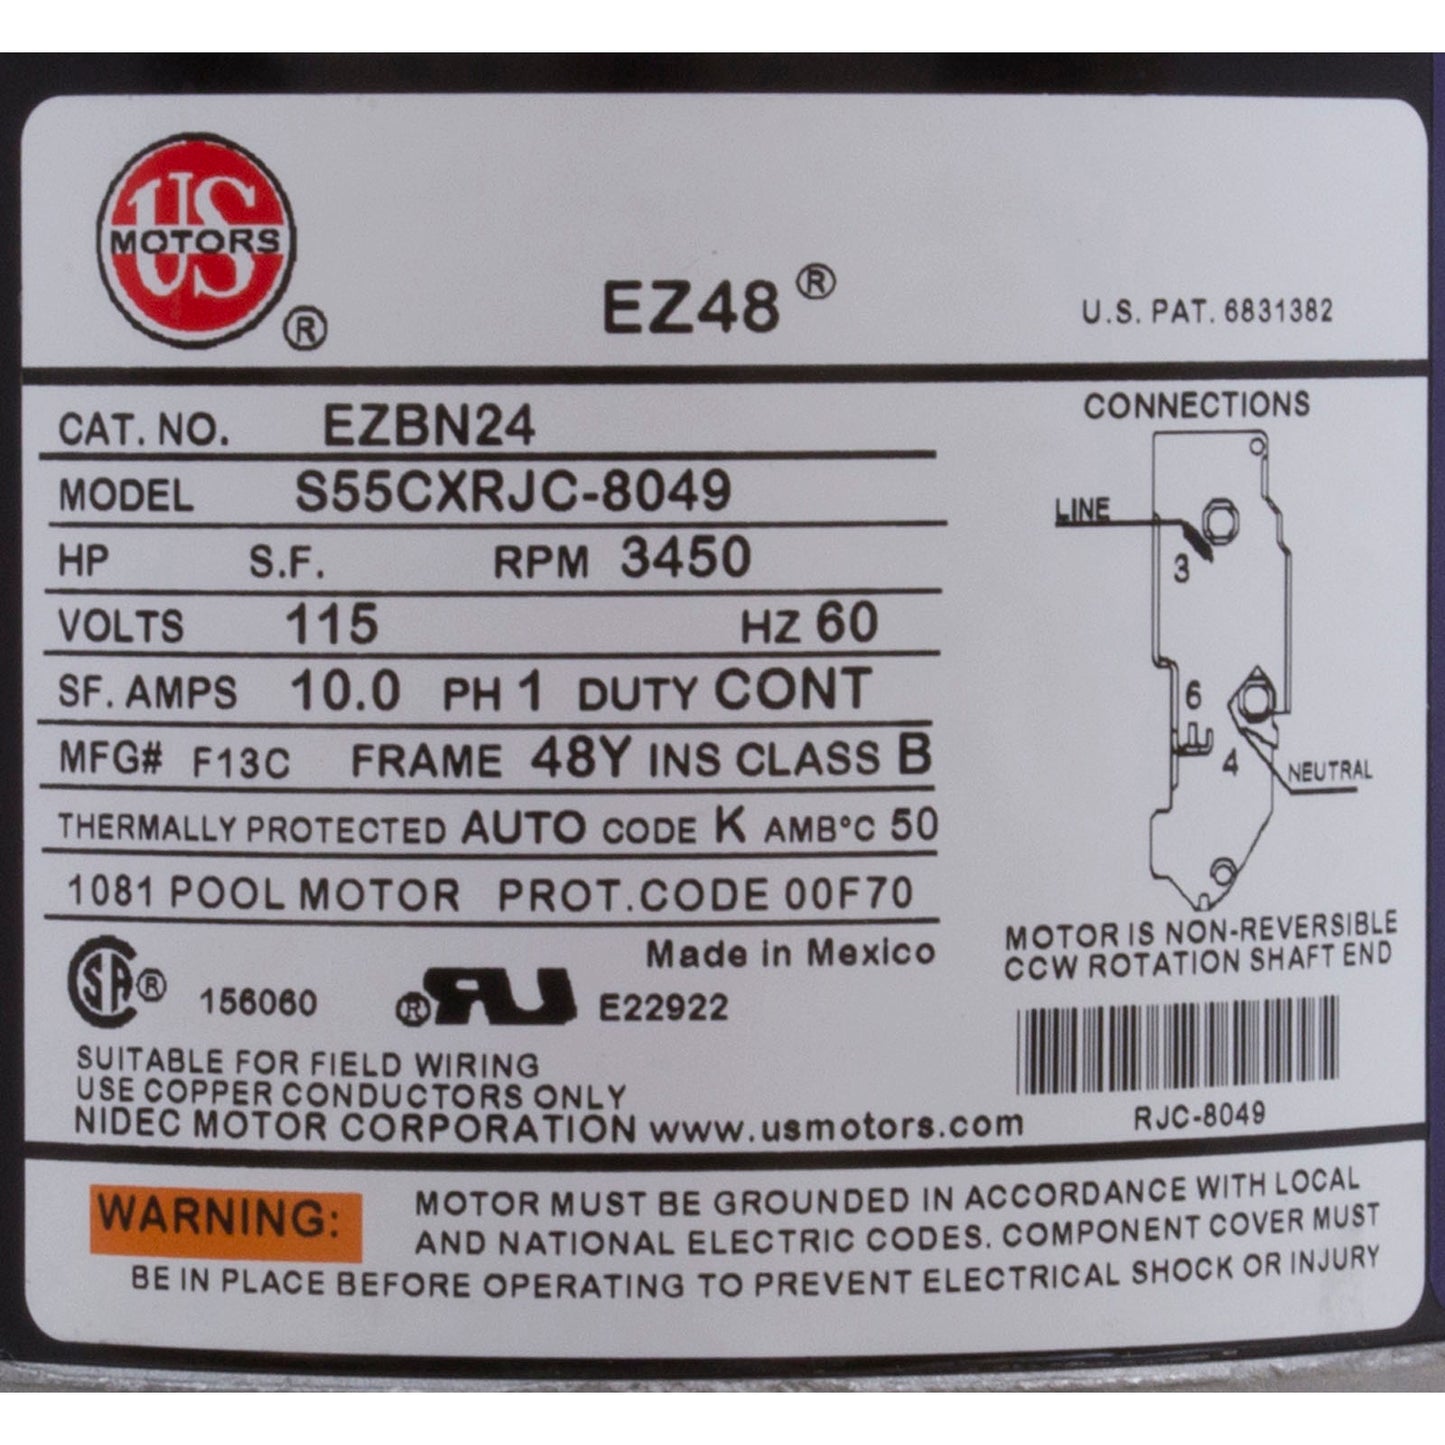 US
MOTORS
®
EZ48®
U.S. PAT. 6831382
CAT. NO. EZBN24
MODEL S55CXRJC-8049
HP S.F. RPM 3450
VOLTS 115 HZ 60
SF. AMPS 10.0 PH 1 DUTY CONT
MFG# F13C FRAME 48Y INS CLASS B
THERMALLY PROTECTED AUTO CODE K AMB°C 50
1081 POOL MOTOR PROT.CODE 00F70
Made in Mexico
SA® 156060 ®RU E22922
SUITABLE FOR FIELD WIRING
USE COPPER CONDUCTORS ONLY
NIDEC MOTOR CORPORATION www.usmotors.com
CONNECTIONS
LINE
3
6
4
NEUTRAL
MOTOR IS NON-REVERSIBLE
CCW ROTATION SHAFT END
RJC-8049
WARNING: MOTOR MUST BE GROUNDED IN ACCORDANCE WITH LOCAL
AND NATIONAL ELECTRIC CODES. COMPONENT COVER MUST
BE IN PLACE BEFORE OPERATING TO PREVENT ELECTRICAL SHOCK OR INJURY